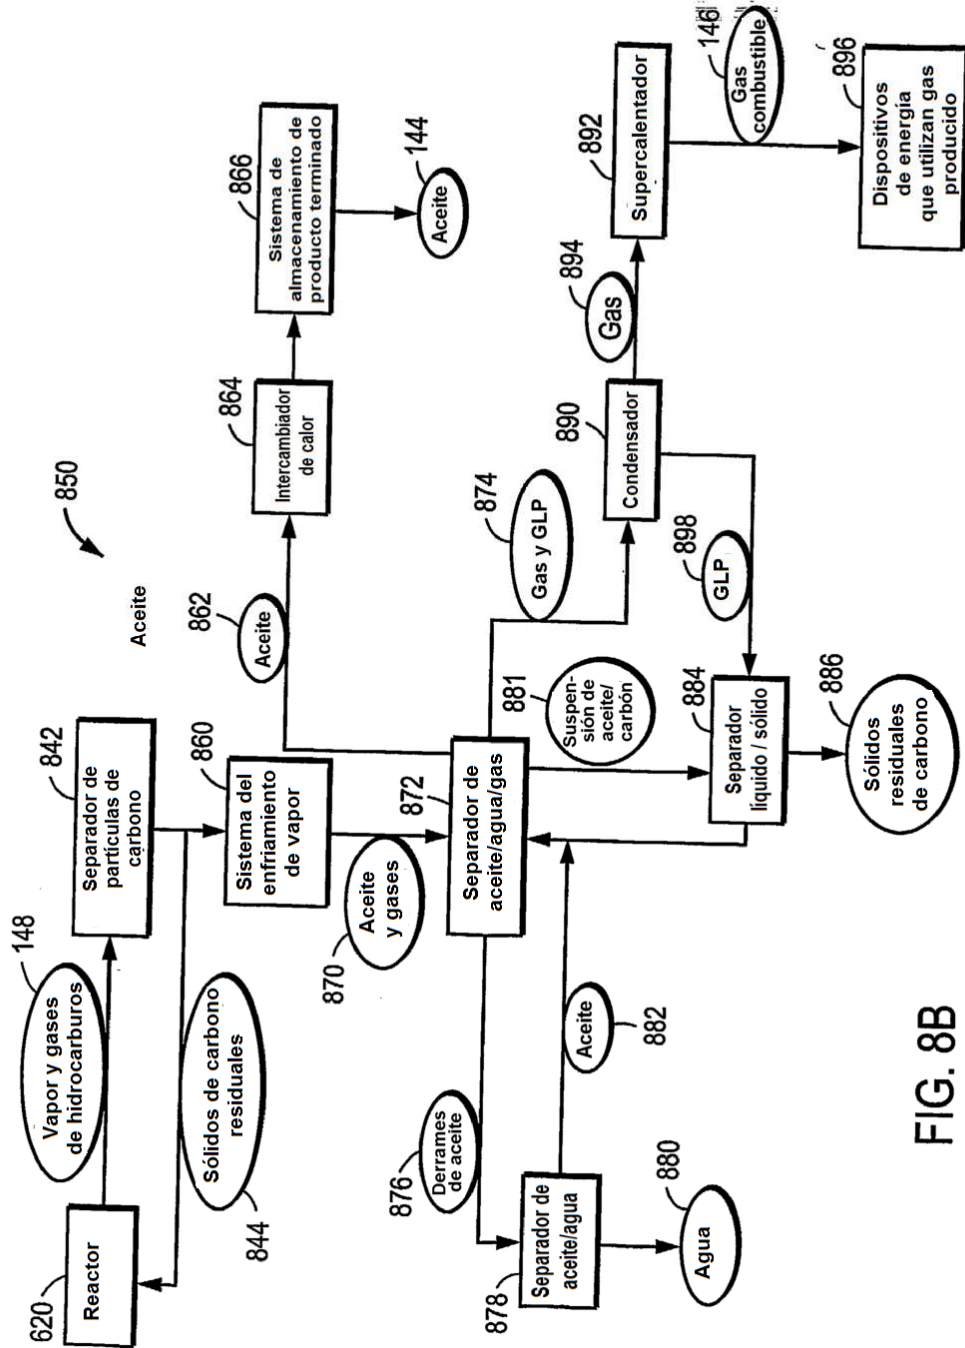 850
Aceite
620
Reactor
148
Vapor y gases
de hidrocarburos
842
Separador de
partículas de
carbono
Sólidos de carbono
residuales
844
860
Sistema del
enfriamiento
de vapor
862
Aceite
864
Intercambiador
de calor
866
Sistema de
almacenamiento de
producto terminado
144
Aceite
870
Aceite
y gases
872
Separador de
aceite/agua/gas
874
Gas y GLP
876
Derrames
de aceite
878
Separador de
aceite/agua
880
Agua
Aceite
882
881
Suspen-
sión de
aceite/
carbón
884
Separador
líquido / sólido
886
Sólidos
residuales
de carbono
890
Condensador
898
GLP
894
Gas
892
Supercalentador
146
Gas
combustible
896
Dispositivos
de energía
que utilizan gas
producido
FIG. 8B